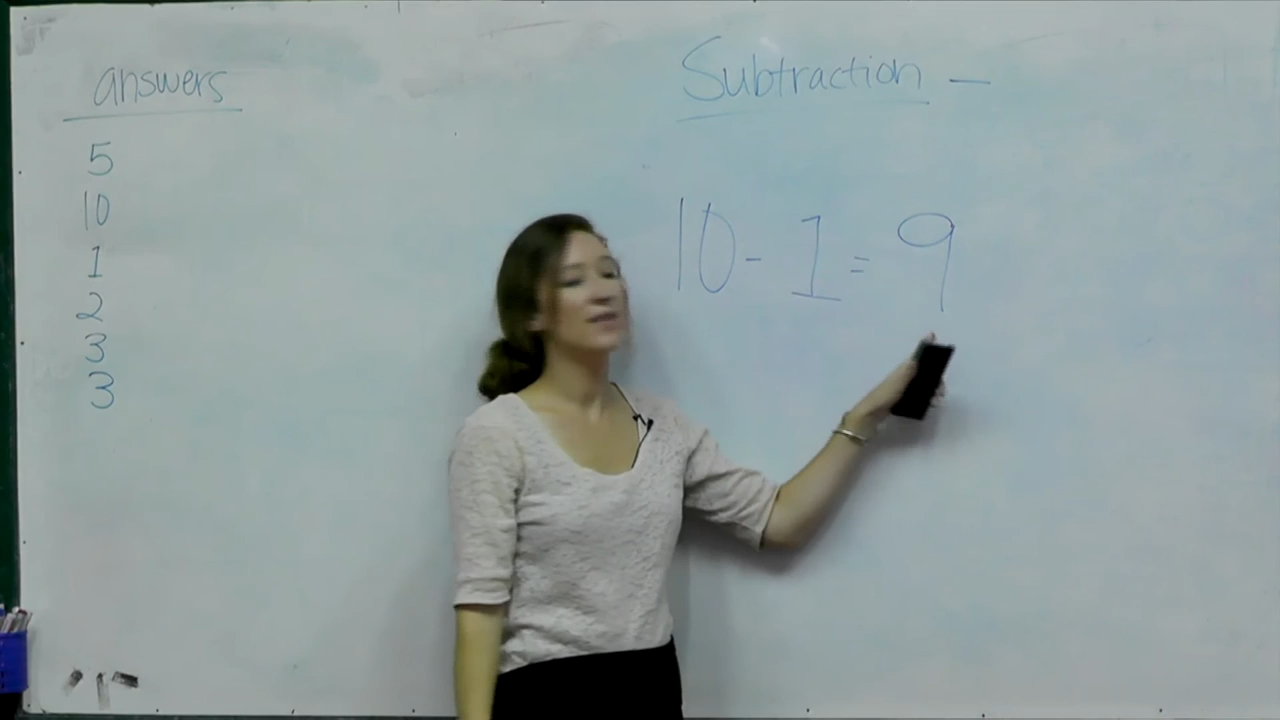 answers
5
10
1
2
3
3
Subtraction –
10 - 1 = 9